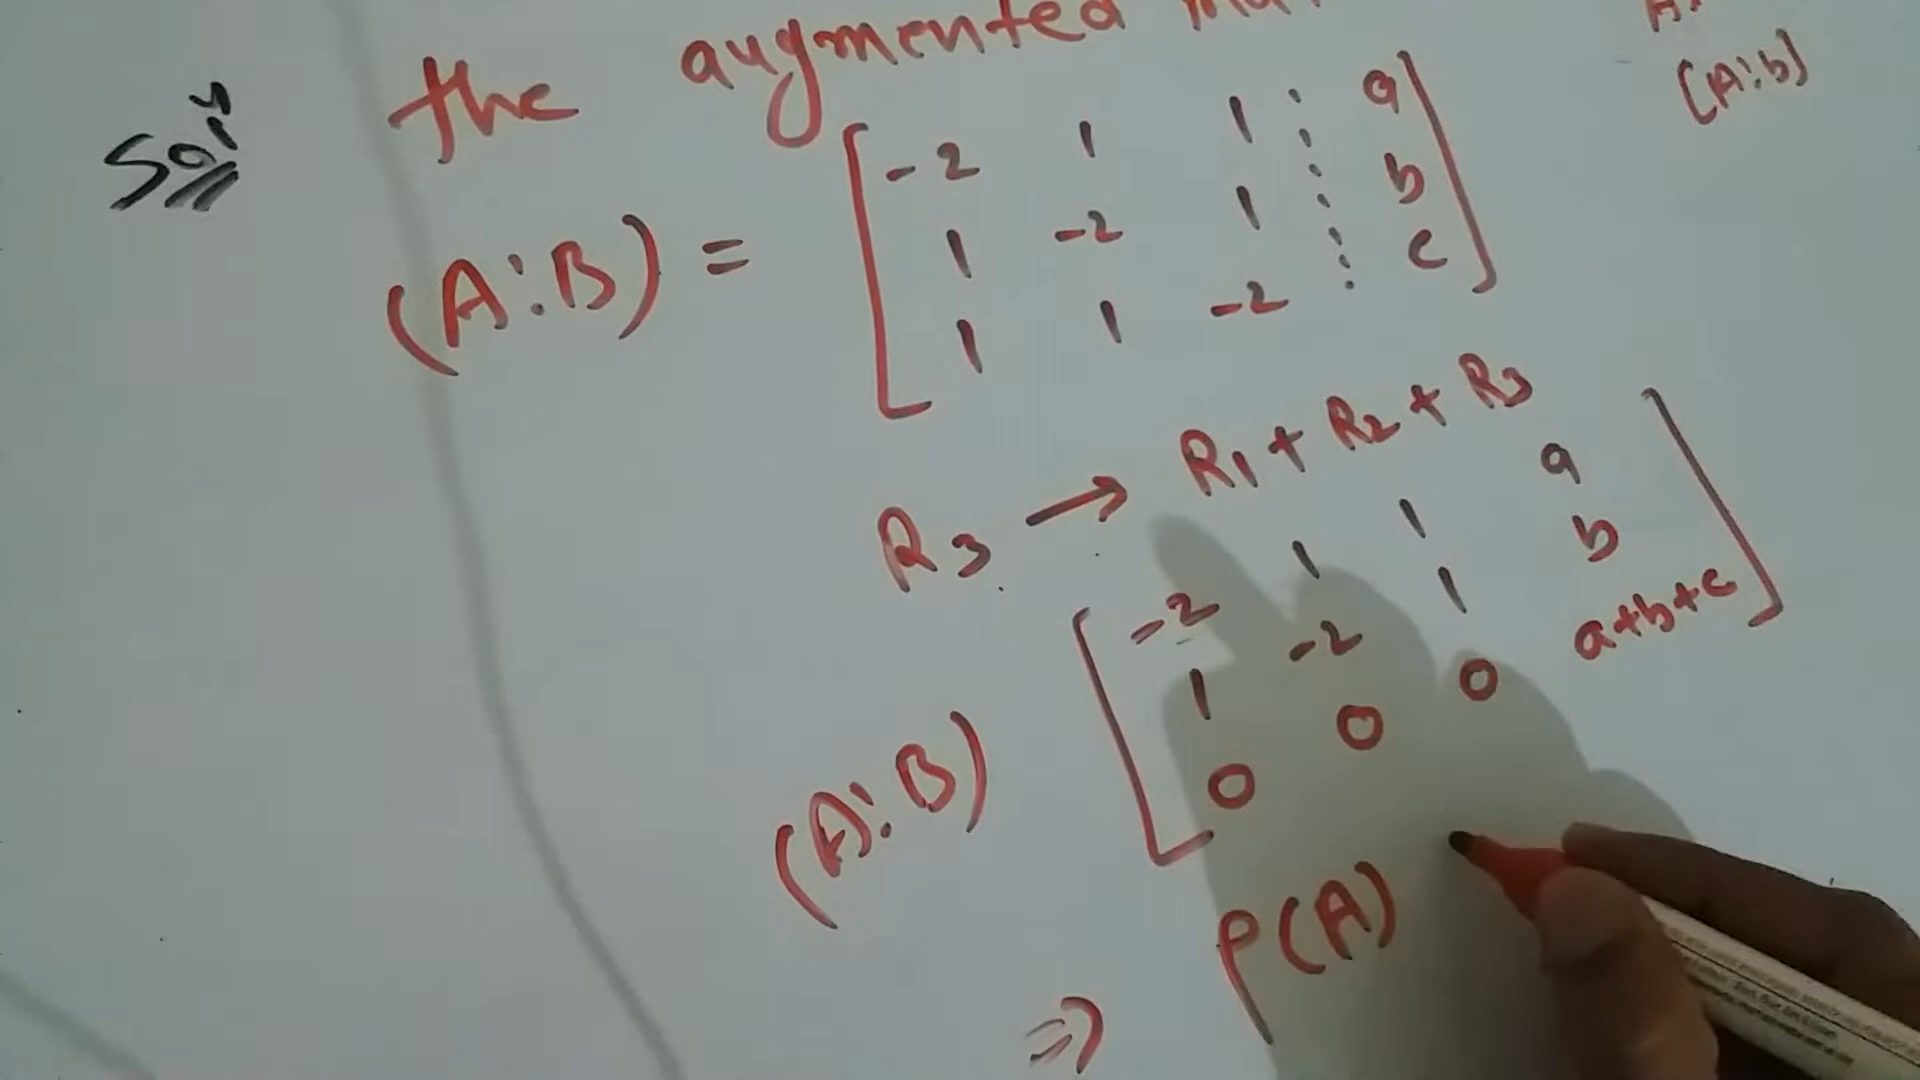 the augmented
(A:b)
Sol
(A:B) = [ -2 1 1 : a
1 -2 1 : b
1 1 -2 : c ]
R3 → R1 + R2 + R3
(A:B) [ -2 1 1 a
1 -2 1 b
0 0 0 a+b+c ]
⇒ ρ(A)